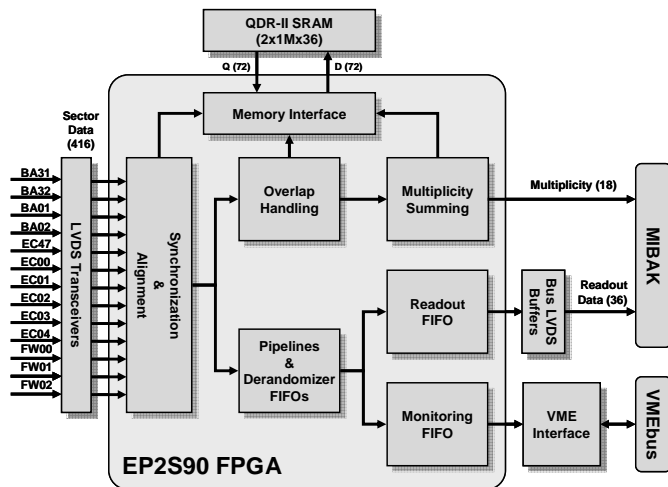 QDR-II SRAM
(2x1Mx36)
Q (72)
D (72)
Memory Interface
Sector
Data
(416)
BA31
BA32
BA01
BA02
EC47
EC00
EC01
EC02
EC03
EC04
FW00
FW01
FW02
LVDS Transceivers
Synchronization
&
Alignment
Overlap
Handling
Multiplicity
Summing
Multiplicity (18)
MIBAK
Readout
FIFO
Bus LVDS
Buffers
Readout
Data (36)
Pipelines
&
Derandomizer
FIFOs
Monitoring
FIFO
VME
Interface
VMEbus
EP2S90 FPGA